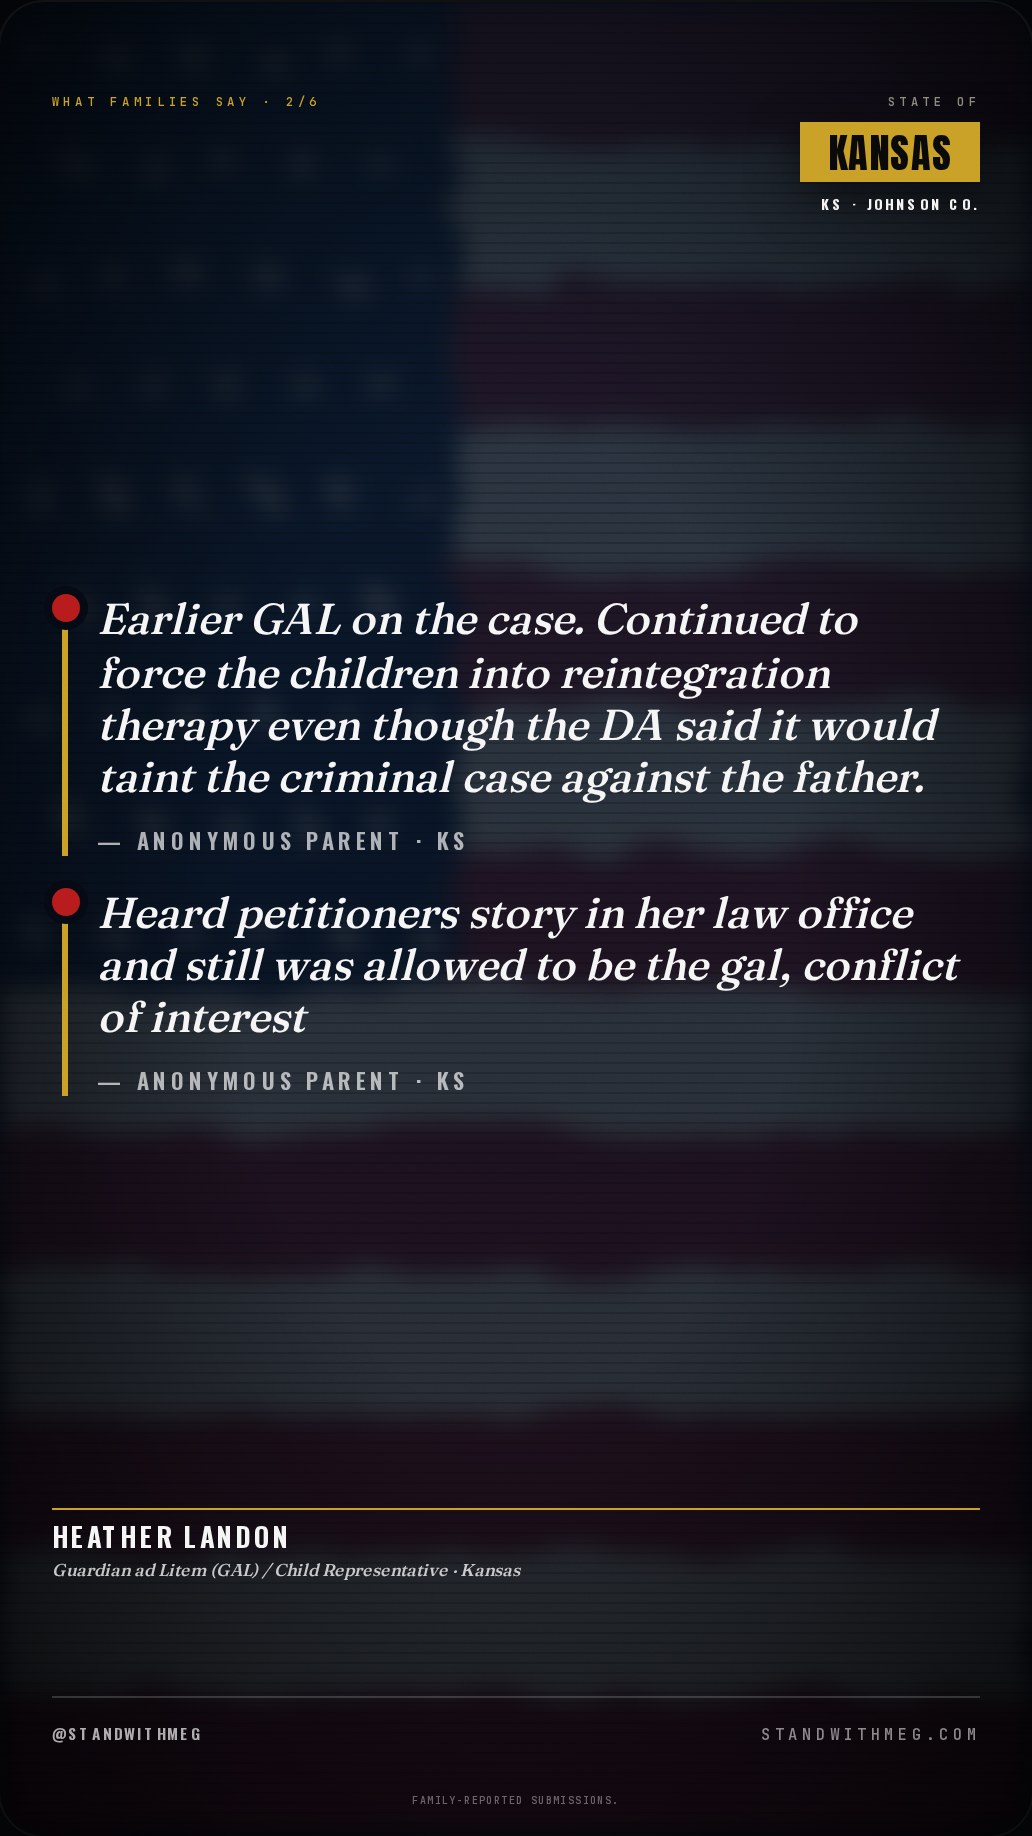 WHAT FAMILIES SAY · 2/6
STATE OF
KANSAS
KS · JOHNSON CO.
Earlier GAL on the case. Continued to
force the children into reintegration
therapy even though the DA said it would
taint the criminal case against the father.
— ANONYMOUS PARENT · KS
Heard petitioners story in her law office
and still was allowed to be the gal, conflict
of interest
— ANONYMOUS PARENT · KS
HEATHER LANDON
Guardian ad Litem (GAL) / Child Representative · Kansas
@STANDWITHMEG
STANDWITHMEG.COM
FAMILY-REPORTED SUBMISSIONS.